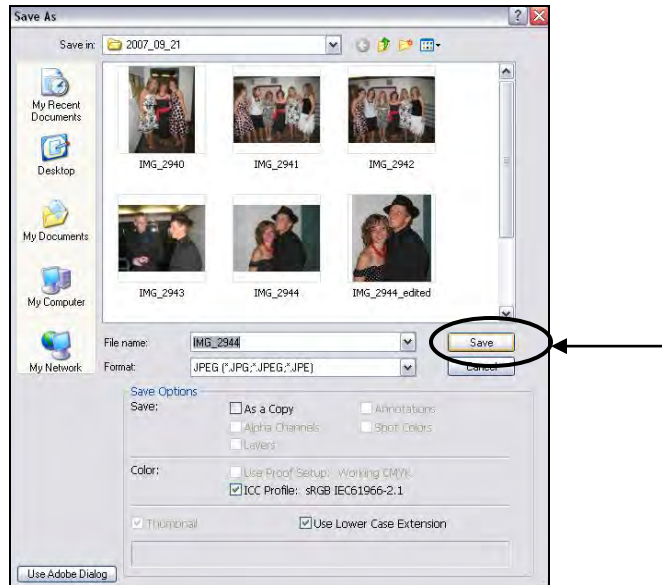 Save As
Save in: 2007_09_21
My Recent Documents
Desktop
My Documents
My Computer
My Network
IMG_2940 IMG_2941 IMG_2942
IMG_2943 IMG_2944 IMG_2944_edited
File name: IMG_2944 Save
Format: JPEG (*.JPG;*.JPEG;*.JPE) Cancel
Save Options
Save: As a Copy Annotations
Alpha Channels Spot Colors
Layers
Color: Use Proof Setup: Working CMYK
ICC Profile: sRGB IEC61966-2.1
Thumbnail Use Lower Case Extension
Use Adobe Dialog